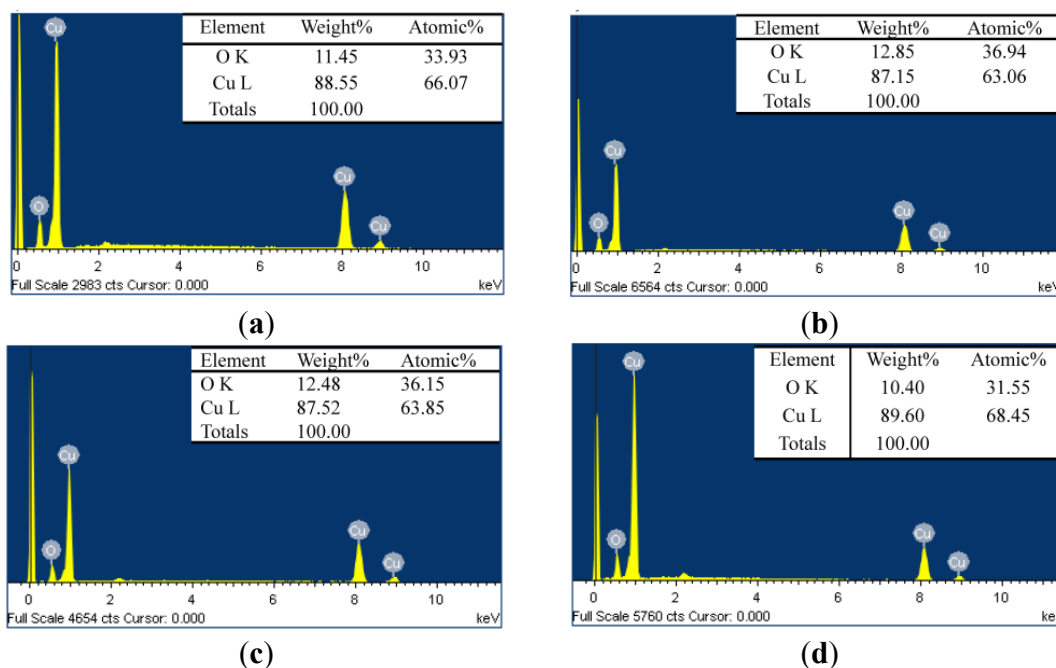 Element Weight% Atomic%
O K 11.45 33.93
Cu L 88.55 66.07
Totals 100.00
Cu
O
Cu
Cu
0 2 4 6 8 10
Full Scale 2983 cts Cursor: 0.000 keV
(a)
Element Weight% Atomic%
O K 12.85 36.94
Cu L 87.15 63.06
Totals 100.00
Cu
O
Cu
Cu
0 2 4 6 8 10
Full Scale 6564 cts Cursor: 0.000 keV
(b)
Element Weight% Atomic%
O K 12.48 36.15
Cu L 87.52 63.85
Totals 100.00
Cu
O
Cu
Cu
0 2 4 6 8 10
Full Scale 4654 cts Cursor: 0.000 keV
(c)
Element Weight% Atomic%
O K 10.40 31.55
Cu L 89.60 68.45
Totals 100.00
Cu
O
Cu
Cu
0 2 4 6 8 10
Full Scale 5760 cts Cursor: 0.000 keV
(d)